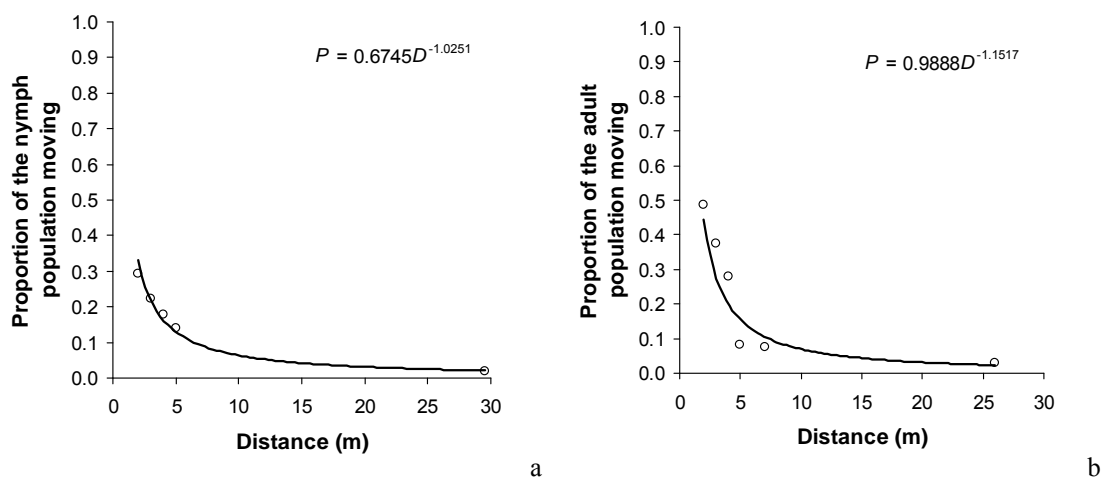 1.0
0.9
0.8
0.7
0.6
0.5
0.4
0.3
0.2
0.1
0.0
Proportion of the nymph
population moving
P = 0.6745D^-1.0251
0 5 10 15 20 25 30
Distance (m)
a
1.0
0.9
0.8
0.7
0.6
0.5
0.4
0.3
0.2
0.1
0.0
Proportion of the adult
population moving
P = 0.9888D^-1.1517
0 5 10 15 20 25 30
Distance (m)
b